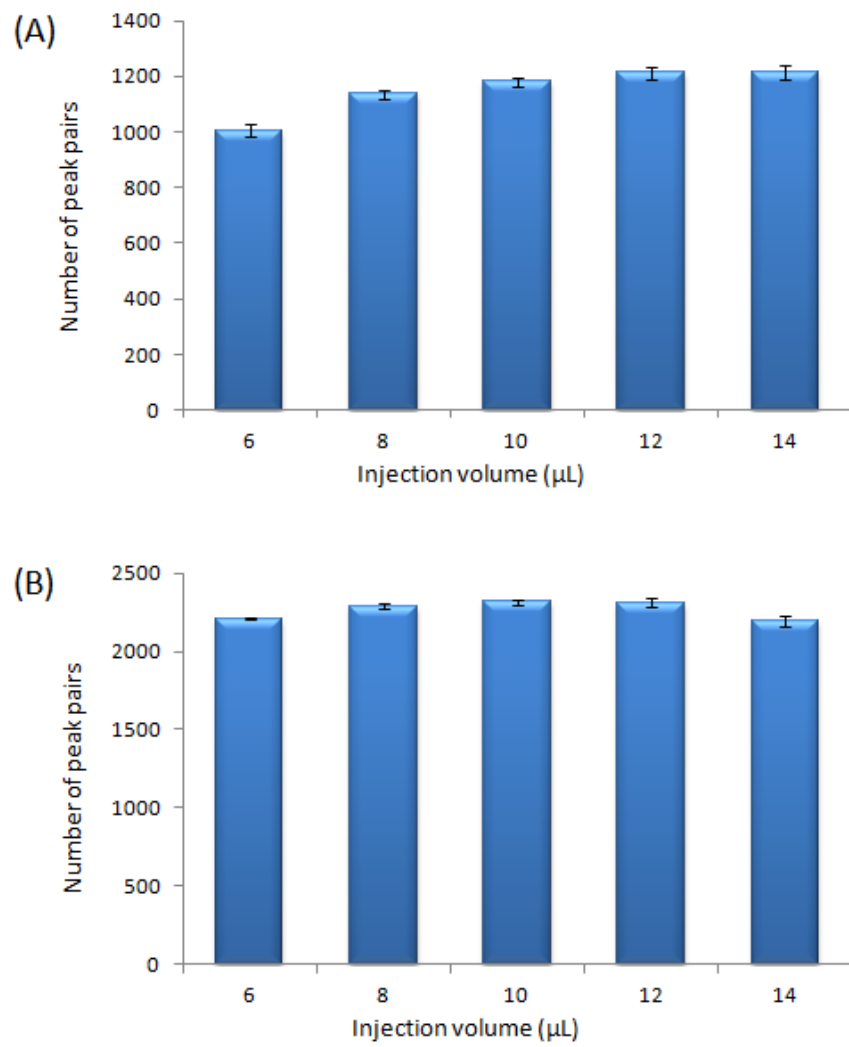 (A)
Number of peak pairs
1400
1200
1000
800
600
400
200
0
6 8 10 12 14
Injection volume (µL)
(B)
Number of peak pairs
2500
2000
1500
1000
500
0
6 8 10 12 14
Injection volume (µL)